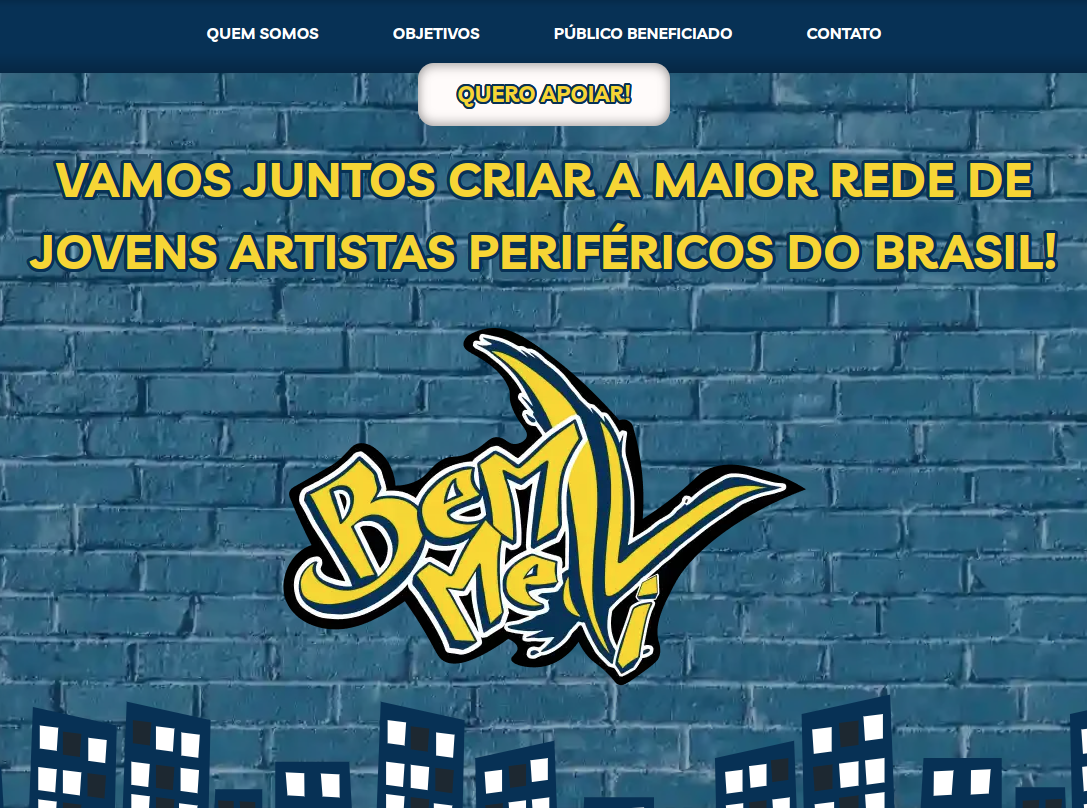 QUEM SOMOS
OBJETIVOS
PÚBLICO BENEFICIADO
CONTATO
QUERO APOIAR!
VAMOS JUNTOS CRIAR A MAIOR REDE DE
JOVENS ARTISTAS PERIFÉRICOS DO BRASIL!
Bem
Me Vi